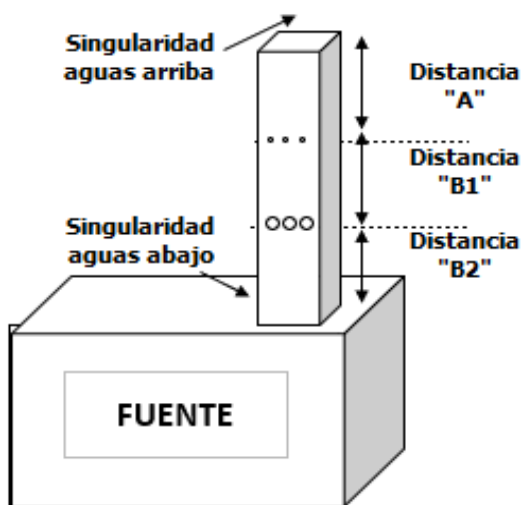 Singularidad
aguas arriba
Distancia
"A"
Distancia
"B1"
Singularidad
aguas abajo
Distancia
"B2"
FUENTE